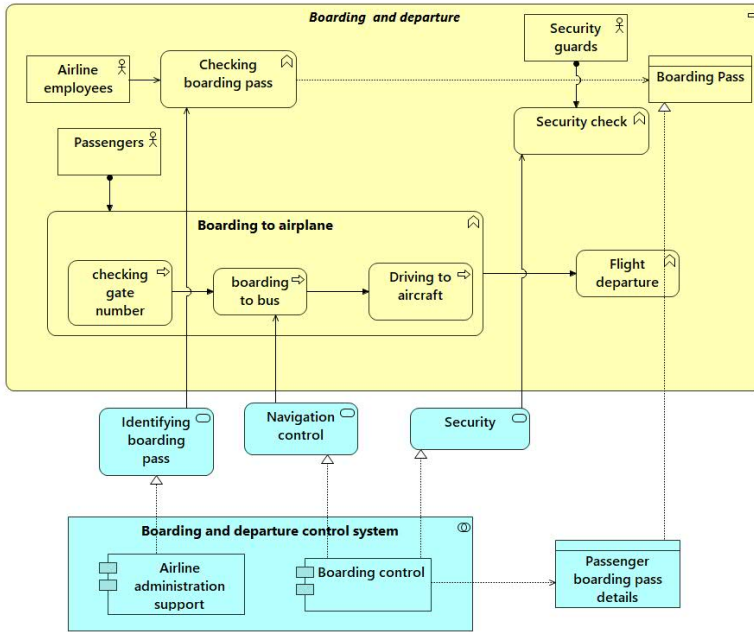 Boarding and departure
Security
guards
Airline
employees
Checking
boarding pass
Boarding Pass
Passengers
Security check
Boarding to airplane
checking
gate
number
boarding
to bus
Driving to
aircraft
Flight
departure
Identifying
boarding
pass
Navigation
control
Security
Boarding and departure control system
Airline
administration
support
Boarding control
Passenger
boarding pass
details